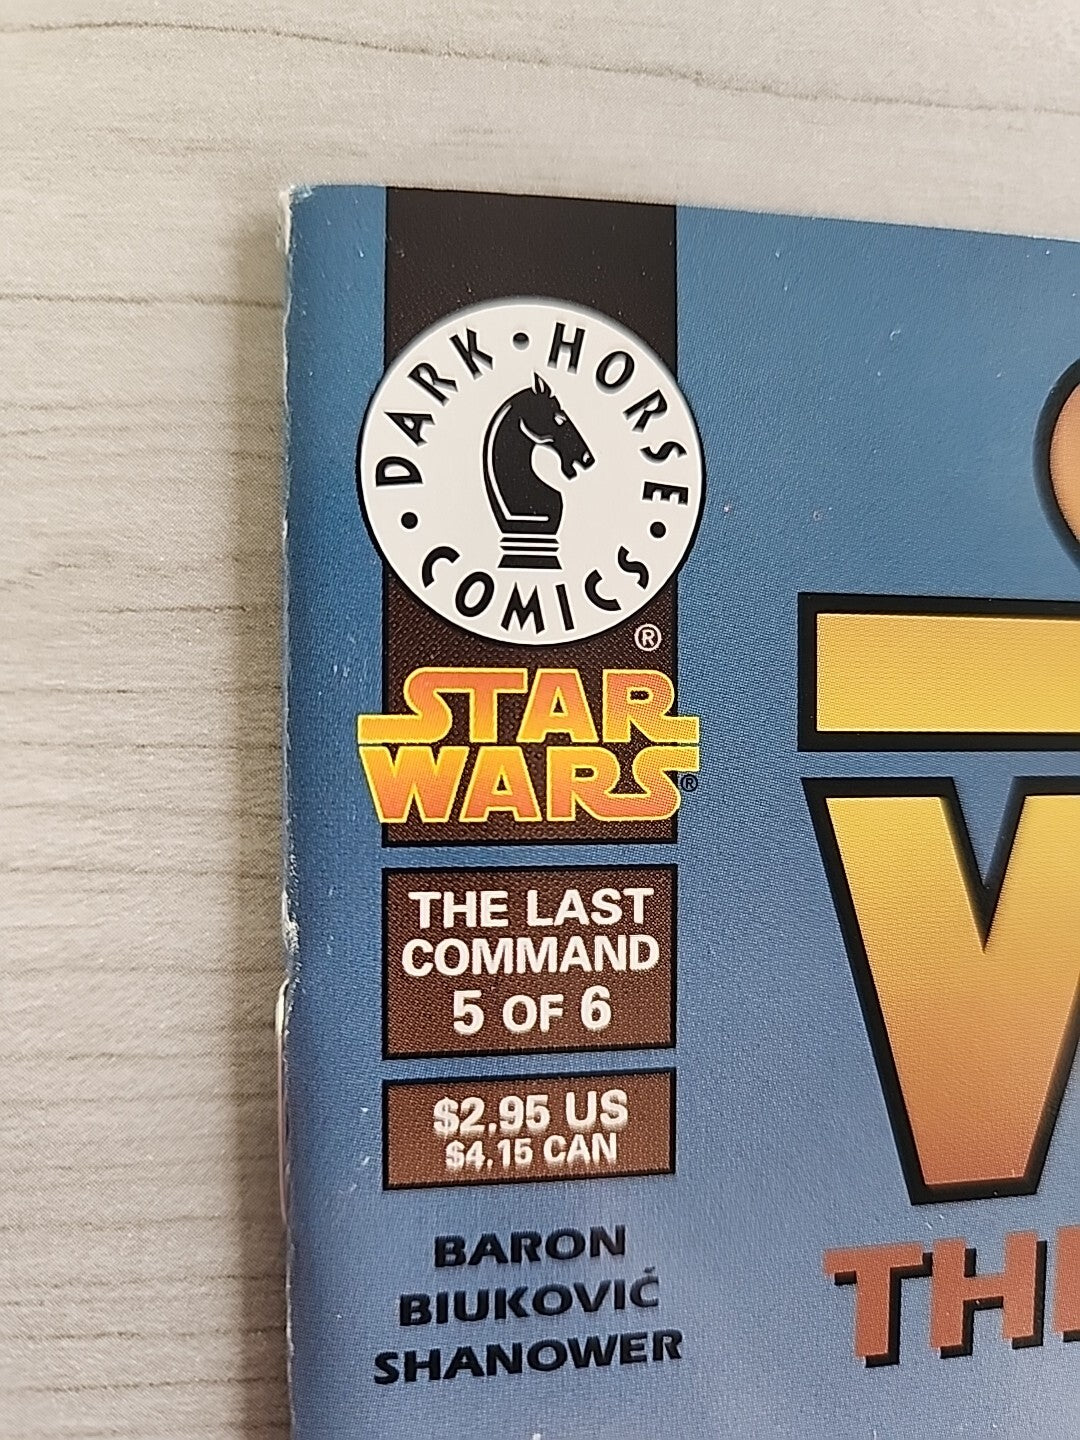 DARK • HORSE
• COMICS •
®
STAR
WARS®
THE LAST
COMMAND
5 OF 6
$2.95 US
$4.15 CAN
BARON
BIUKOVIĆ
SHANOWER
W
TH